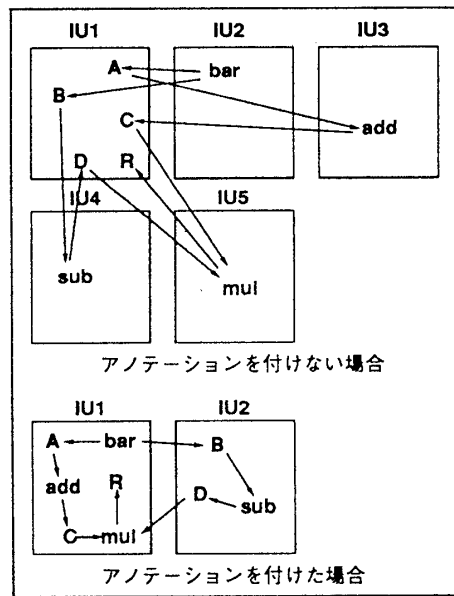 IU1 IU2 IU3
A bar
B
C add
D R
IU4 IU5
sub mul
アノテーションを付けない場合
IU1 IU2
A bar B
add R D sub
C mul
アノテーションを付けた場合